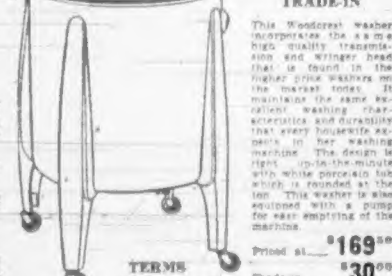 TRADE-IN
This Woodcrest washer
incorporates the same
high quality transmis-
sion and wringer head
that is found in the
higher price washers on
the market today. It
maintains the same ex-
cellent washing char-
acteristics and durability
that every housewife ex-
pects in her washing
machine. The design is
right up-to-the-minute
with white porcelain tub
which is rounded at the
top. This washer is also
equipped with a pump
for easy emptying of the
machine.
Priced at $169.50
TERMS
$30.00